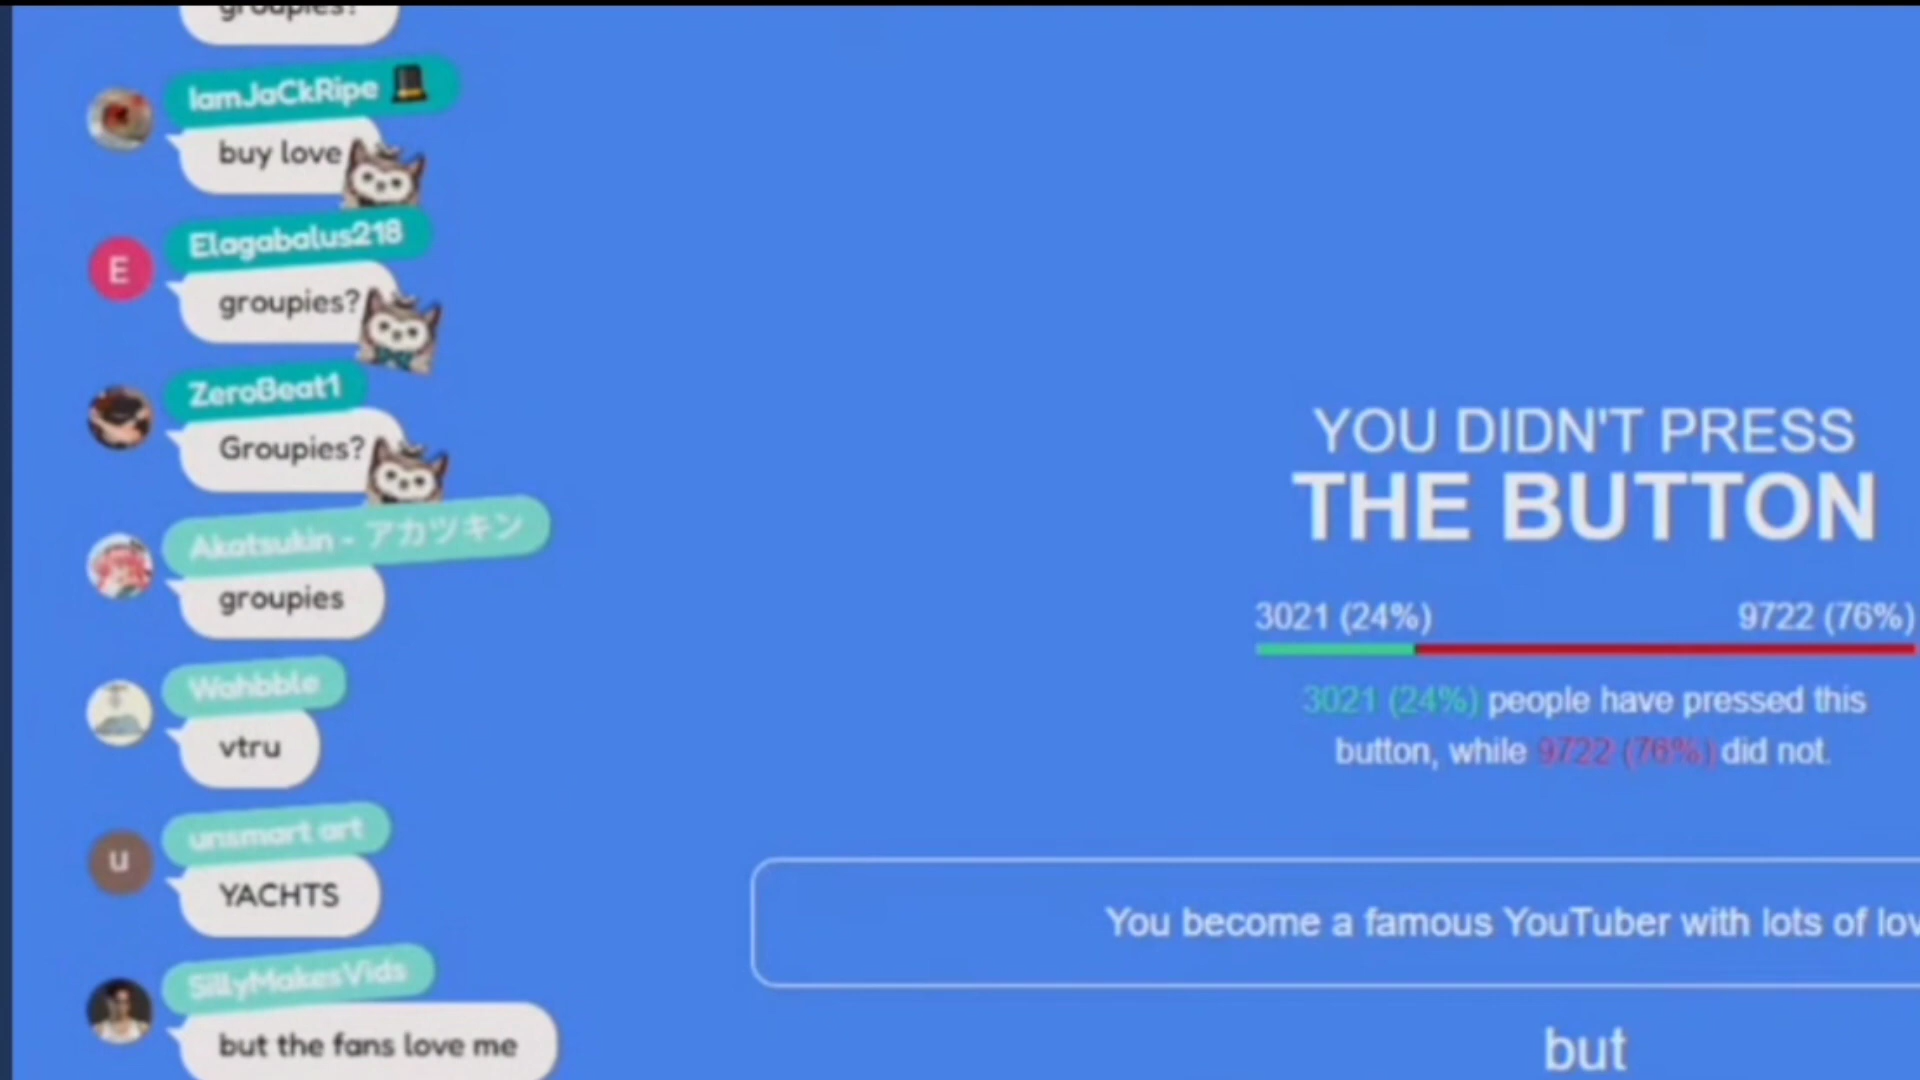 groupies?
IamJaCkRipe
buy love
E
Elagabalus218
groupies?
ZeroBeat1
Groupies?
Akatsukin - アカツキン
groupies
Wahbble
vtru
u
unsmart art
YACHTS
SillyMakesVids
but the fans love me
YOU DIDN'T PRESS
THE BUTTON
3021 (24%) 9722 (76%)
3021 (24%) people have pressed this
button, while 9722 (76%) did not.
You become a famous YouTuber with lots of lov
but